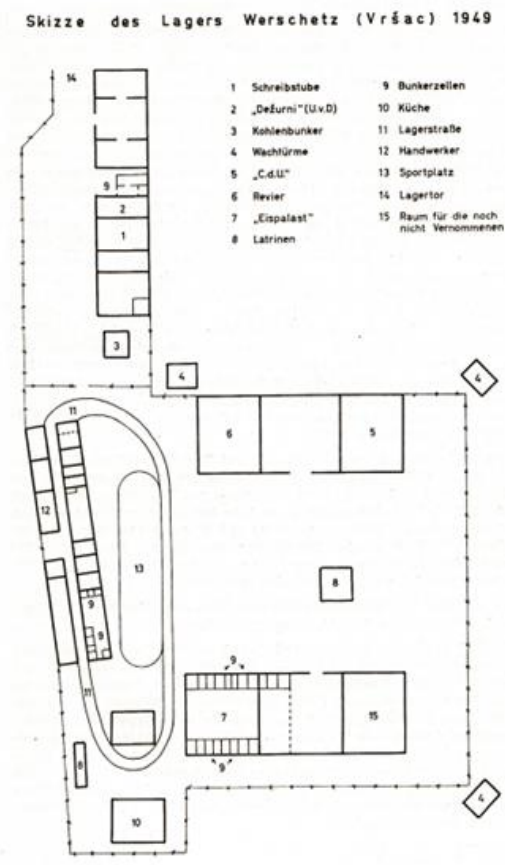 Skizze des Lagers Werschetz (Vršac) 1949
1 Schreibstube
2 „Dežurni"(U.v.D)
3 Kohlenbunker
4 Wachtürme
5 „C.d.U."
6 Revier
7 „Eispalast"
8 Latrinen
9 Bunkerzellen
10 Küche
11 Lagerstraße
12 Handwerker
13 Sportplatz
14 Lagertor
15 Raum für die noch
nicht Vernommenen
14
9
2
1
3
4
4
11
6
5
12
13
8
9
9
9
11
7
15
9
8
4
10